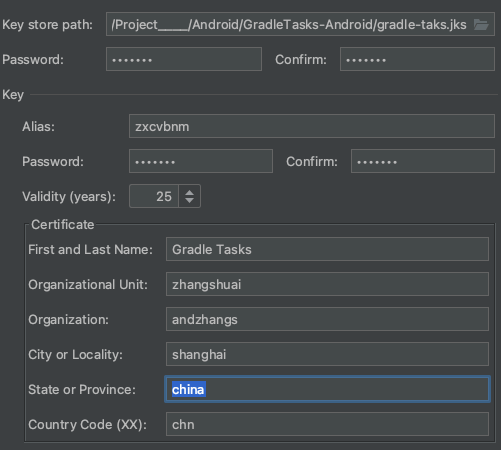 Key store path: /Project_____/Android/GradleTasks-Android/gradle-taks.jks
Password: ••••••• Confirm: •••••••
Key
Alias: zxcvbnm
Password: ••••••• Confirm: •••••••
Validity (years): 25
Certificate
First and Last Name: Gradle Tasks
Organizational Unit: zhangshuai
Organization: andzhangs
City or Locality: shanghai
State or Province: china
Country Code (XX): chn